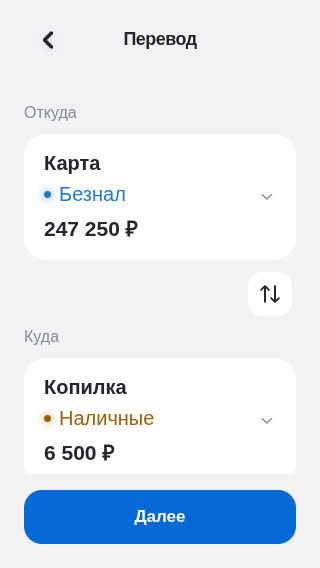 Перевод
Откуда
Карта
Безнал
247 250 ₽
Куда
Копилка
Наличные
6 500 ₽
Далее